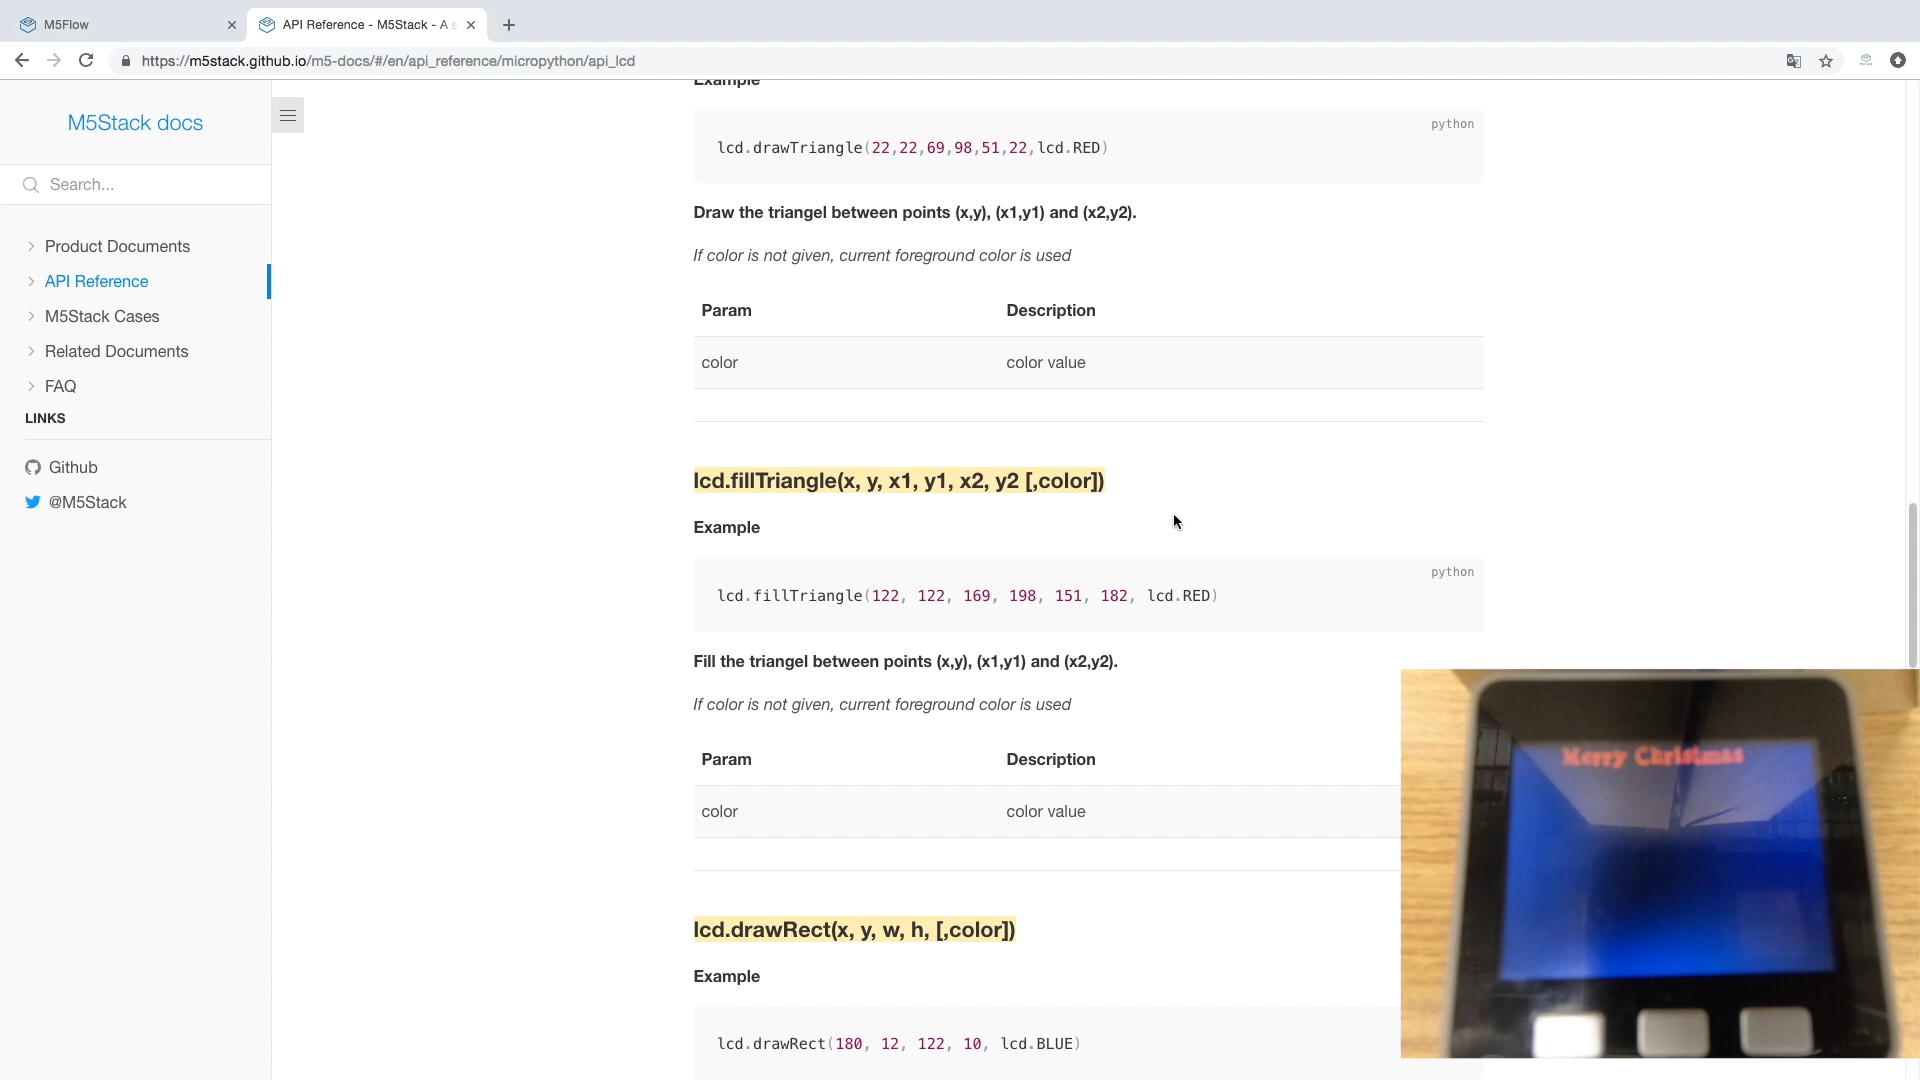 M5Flow
API Reference - M5Stack - A s
https://m5stack.github.io/m5-docs/#/en/api_reference/micropython/api_lcd
M5Stack docs
Search...
Product Documents
API Reference
M5Stack Cases
Related Documents
FAQ
LINKS
Github
@M5Stack
Example
python
lcd.drawTriangle(22,22,69,98,51,22,lcd.RED)
Draw the triangel between points (x,y), (x1,y1) and (x2,y2).
If color is not given, current foreground color is used
Param Description
color color value
lcd.fillTriangle(x, y, x1, y1, x2, y2 [,color])
Example
python
lcd.fillTriangle(122, 122, 169, 198, 151, 182, lcd.RED)
Fill the triangel between points (x,y), (x1,y1) and (x2,y2).
If color is not given, current foreground color is used
Param Description
color color value
lcd.drawRect(x, y, w, h, [,color])
Example
lcd.drawRect(180, 12, 122, 10, lcd.BLUE)
Merry Christmas